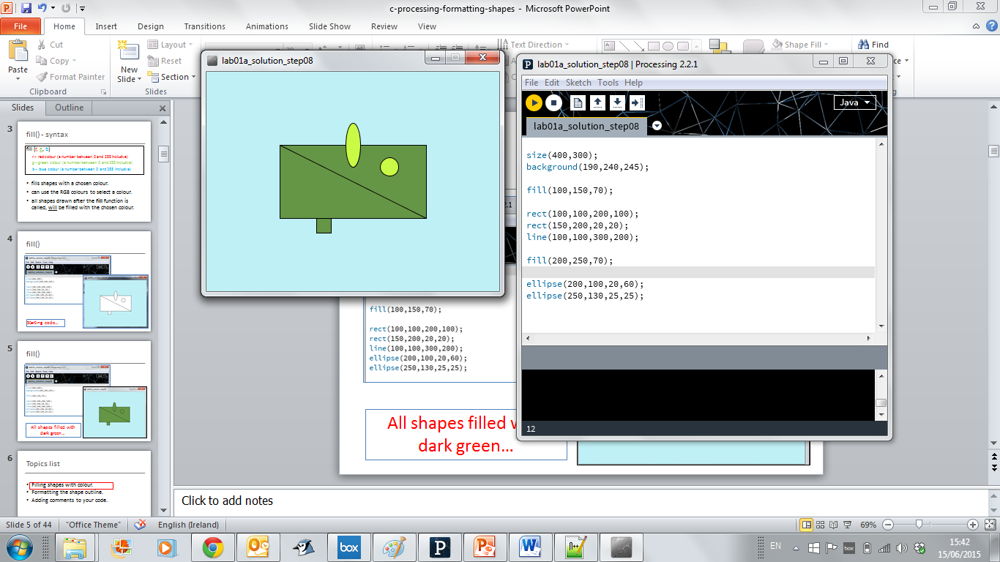 c-processing-formatting-shapes - Microsoft PowerPoint
File Home Insert Design Transitions Animations Slide Show Review View
Paste
Cut
Copy
Format Painter
Clipboard
New Slide
Layout
Reset
Section
Slides
Text Direction
Shape Fill
Find
Slides Outline
3
fill() - syntax
fill (r, g, b)
r – red colour (a number between 0 and 255 inclusive)
g – green colour (a number between 0 and 255 inclusive)
b – blue colour (a number between 0 and 255 inclusive)
• fills shapes with a chosen colour.
• can use the RGB colours to select a colour.
• all shapes drawn after the fill function is
called, will be filled with the chosen colour.
4
fill()
Starting code...
5
fill()
All shapes filled with
dark green...
6
Topics list
• Filling shapes with colour.
• Formatting the shape outline.
• Adding comments to your code.
lab01a_solution_step08
lab01a_solution_step08 | Processing 2.2.1
File Edit Sketch Tools Help
Java
lab01a_solution_step08
size(400,300);
background(190,240,245);
fill(100,150,70);
rect(100,100,200,100);
rect(150,200,20,20);
line(100,100,300,200);
fill(200,250,70);
ellipse(200,100,20,60);
ellipse(250,130,25,25);
12
fill(100,150,70);
rect(100,100,200,100);
rect(150,200,20,20);
line(100,100,300,200);
ellipse(200,100,20,60);
ellipse(250,130,25,25);
All shapes filled
dark green...
Click to add notes
Slide 5 of 44 "Office Theme" English (Ireland) 69%
box
EN
box
15:42
15/06/2015